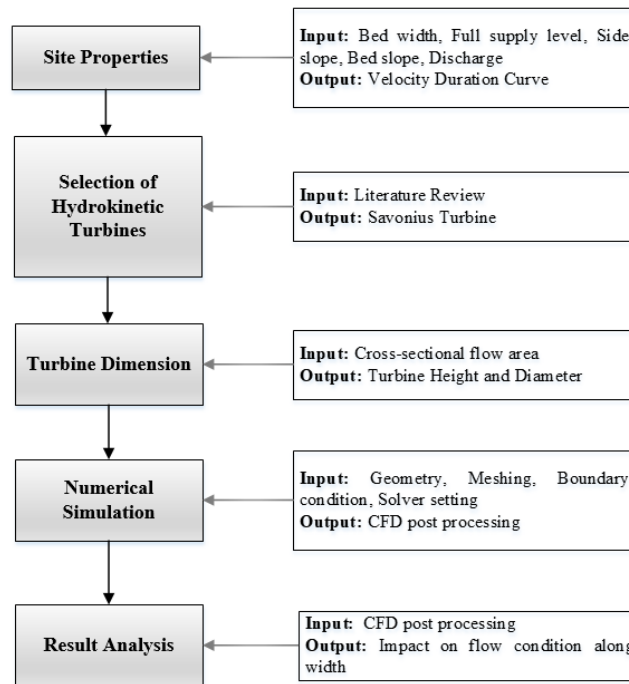 Site Properties
Input: Bed width, Full supply level, Side
slope, Bed slope, Discharge
Output: Velocity Duration Curve
Selection of
Hydrokinetic
Turbines
Input: Literature Review
Output: Savonius Turbine
Turbine Dimension
Input: Cross-sectional flow area
Output: Turbine Height and Diameter
Numerical
Simulation
Input: Geometry, Meshing, Boundary
condition, Solver setting
Output: CFD post processing
Result Analysis
Input: CFD post processing
Output: Impact on flow condition along
width